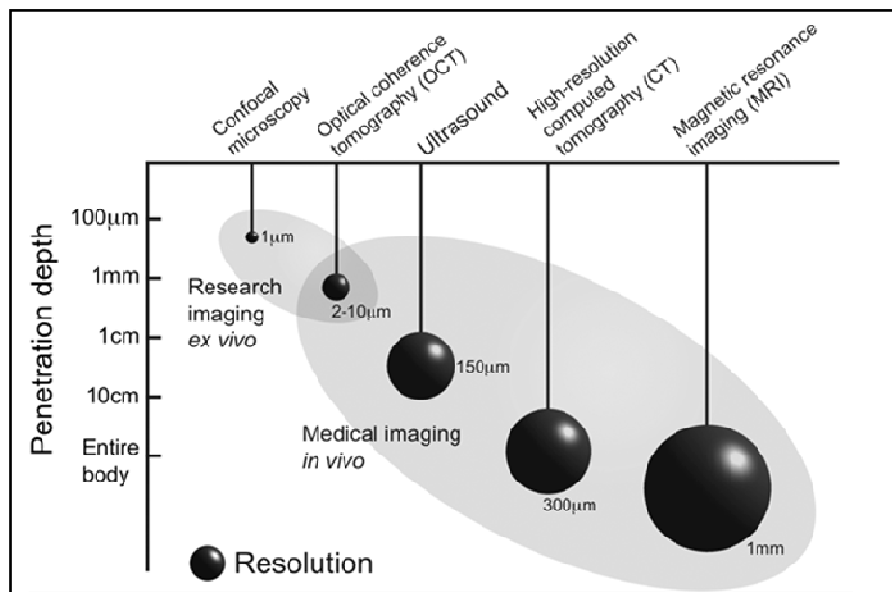 Confocal
microscopy
Optical coherence
tomography (OCT)
Ultrasound
High-resolution
computed
tomography (CT)
Magnetic resonance
imaging (MRI)
Penetration depth
100μm
1mm
1cm
10cm
Entire
body
1μm
2-10μm
150μm
300μm
1mm
Research
imaging
ex vivo
Medical imaging
in vivo
Resolution